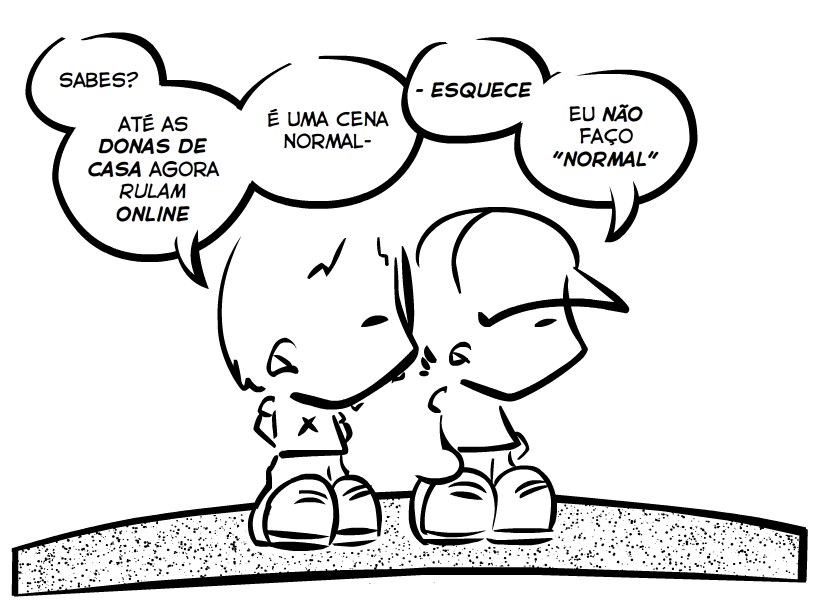 SABES?
ATÉ AS
DONAS DE
CASA AGORA
RULAM
ONLINE
É UMA CENA
NORMAL-
- ESQUECE
EU NÃO
FAÇO
"NORMAL"